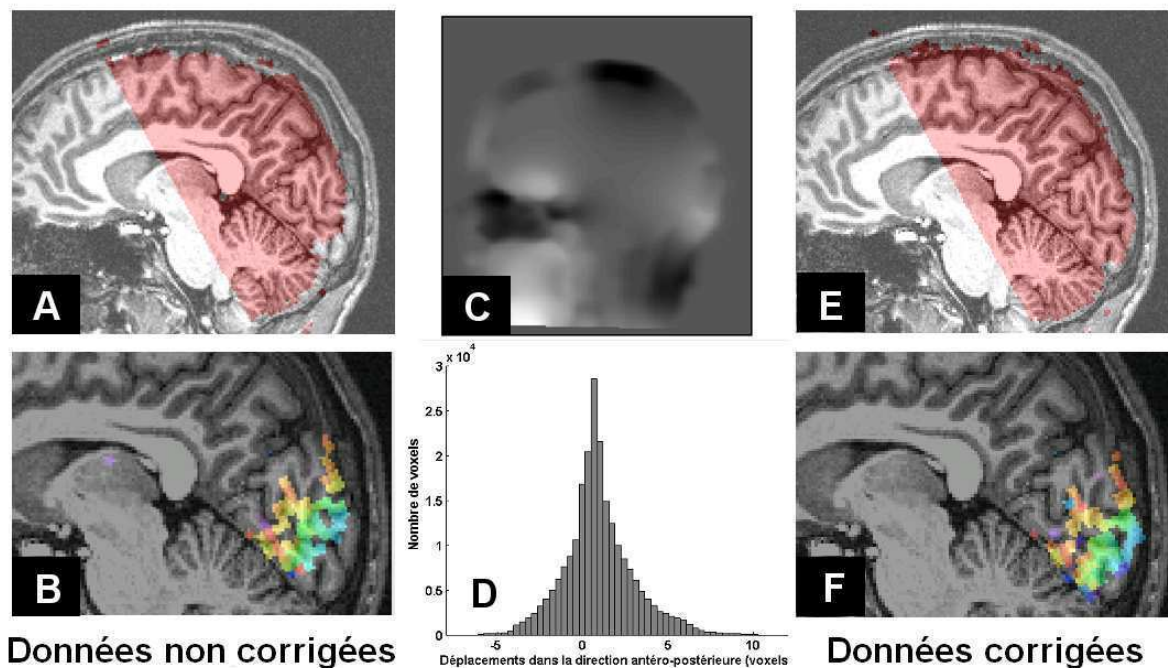 A
C
E
B
x 10⁴
3
2.5
2
1.5
1
0.5
0
Nombre de voxels
D
-5 0 5 10
Déplacements dans la direction antéro-postérieure (voxels
F
Données non corrigées
Données corrigées